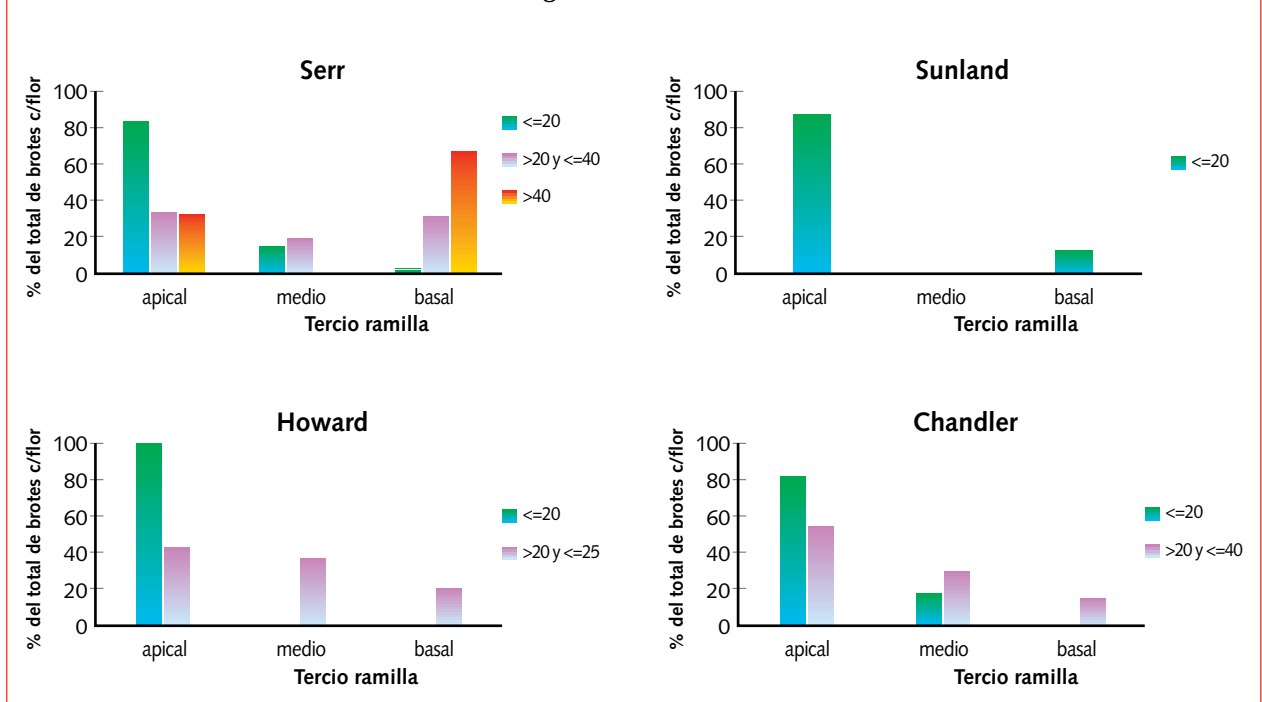 Serr
% del total de brotes c/flor
100
80
60
40
20
0
apical medio basal
Tercio ramilla
<=20
>20 y <=40
>40
Sunland
% del total de brotes c/flor
100
80
60
40
20
0
apical medio basal
Tercio ramilla
<=20
Howard
% del total de brotes c/flor
100
80
60
40
20
0
apical medio basal
Tercio ramilla
<=20
>20 y <=25
Chandler
% del total de brotes c/flor
100
80
60
40
20
0
apical medio basal
Tercio ramilla
<=20
>20 y <=40